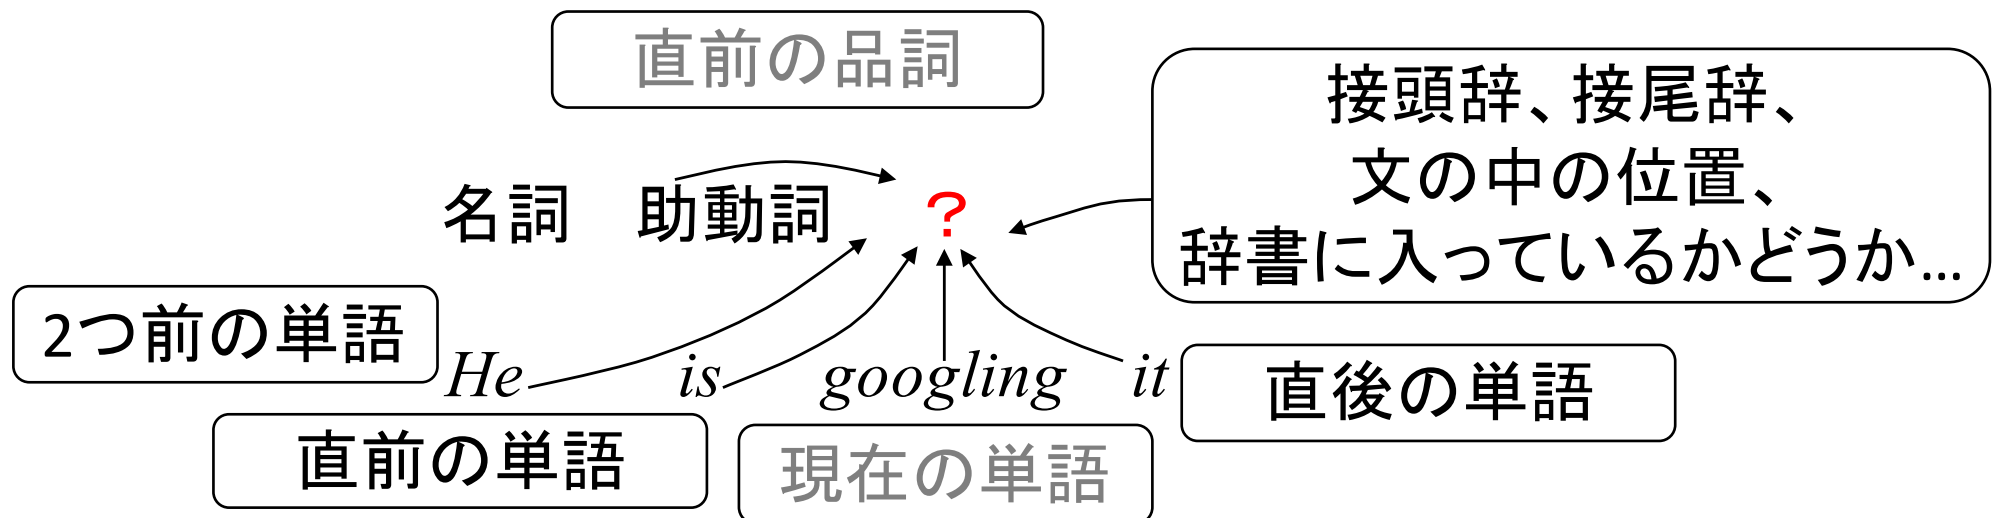 直前の品詞
接頭辞、接尾辞、
文の中の位置、
辞書に入っているかどうか...
名詞 助動詞 ?
2つ前の単語
He is googling it
直後の単語
直前の単語
現在の単語